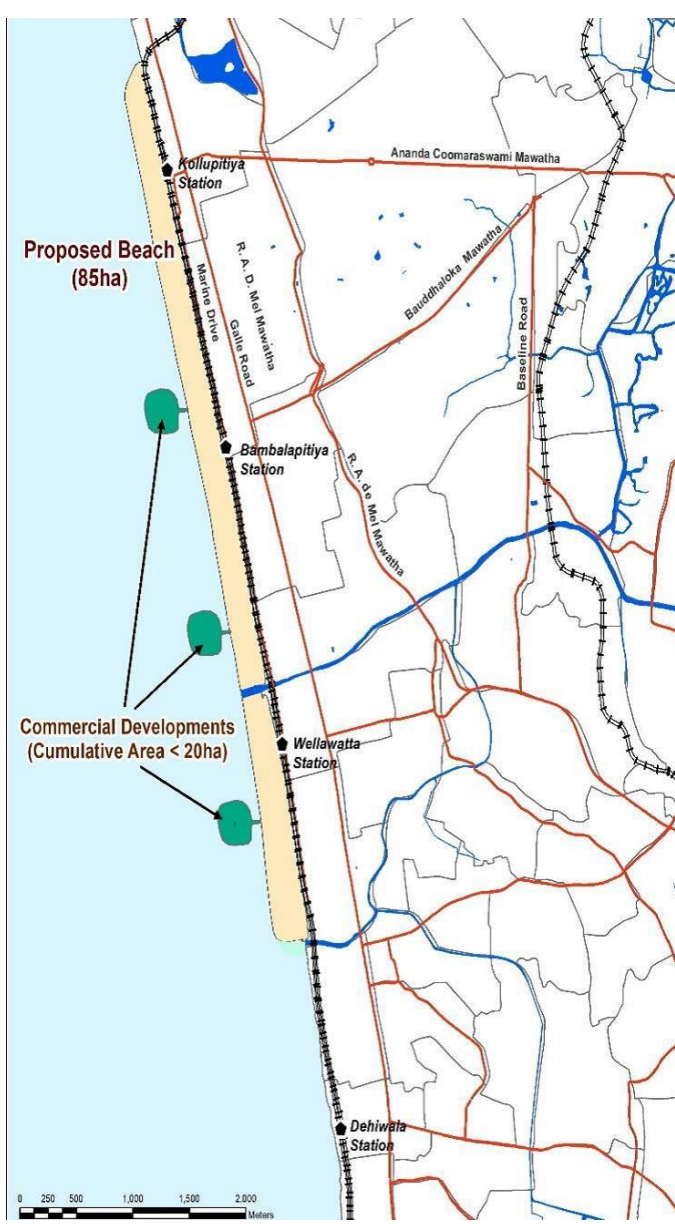 Ananda Coomaraswami Mawatha
Kollupitiya
Station
Proposed Beach
(85ha)
Marine Drive
R. A. D. Mel Mawatha
Galle Road
Bauddhaloka Mawatha
Baseline Road
Bambalapitiya
Station
R. A. de Mel Mawatha
Commercial Developments
(Cumulative Area < 20ha)
Wellawatta
Station
Dehiwala
Station
0 250 500 1,000 1,500 2,000
Meters